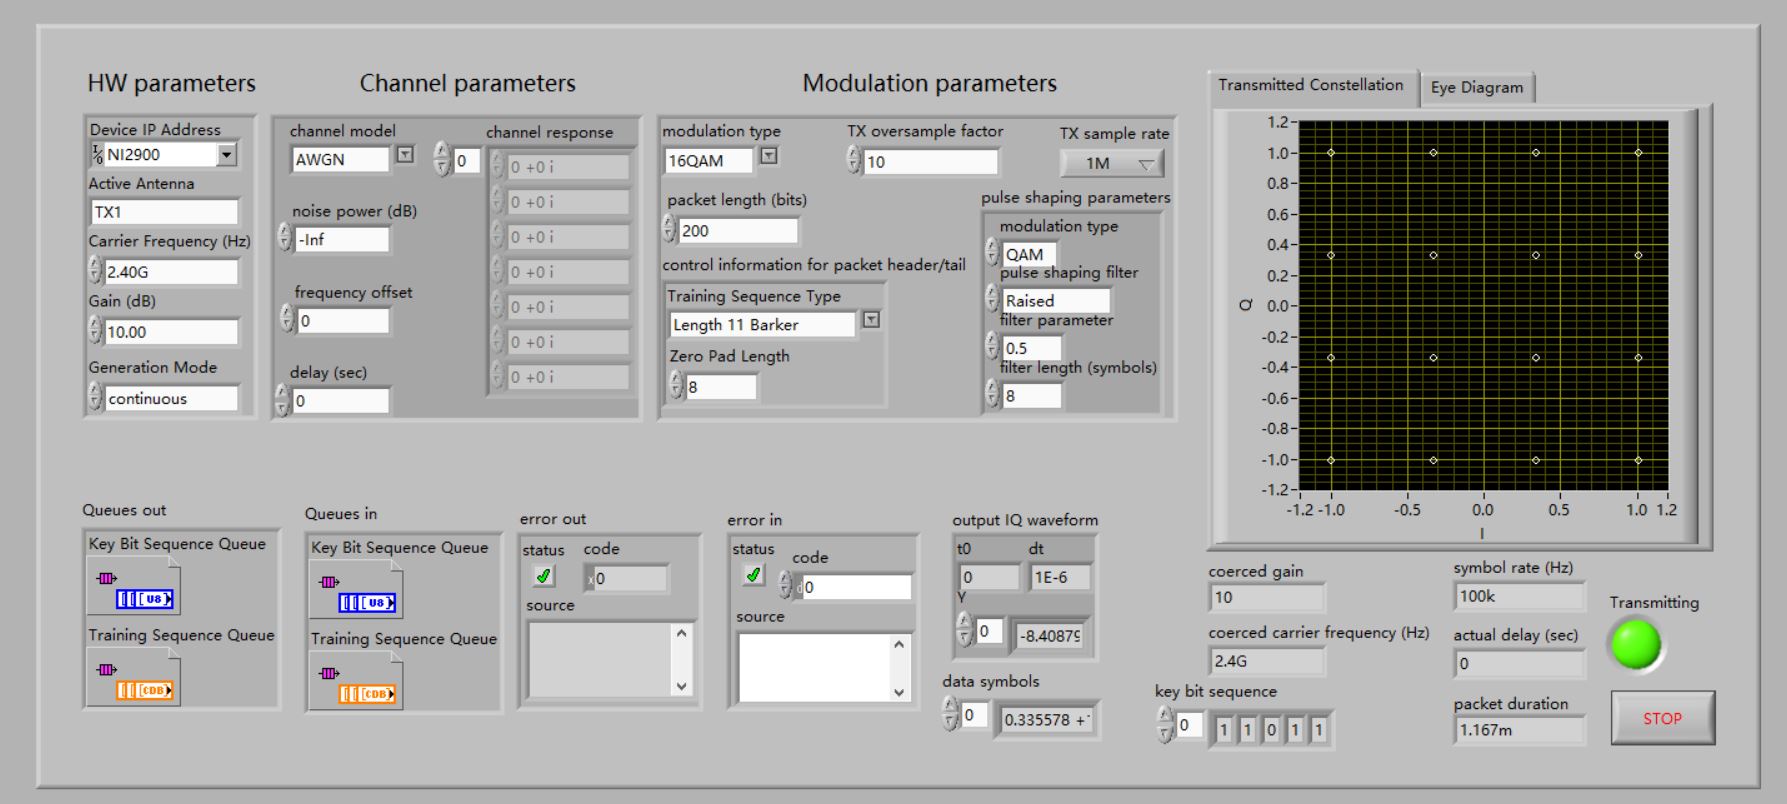 HW parameters
Device IP Address
I/O NI2900
Active Antenna
TX1
Carrier Frequency (Hz)
2.40G
Gain (dB)
10.00
Generation Mode
continuous
Channel parameters
channel model
AWGN
noise power (dB)
-Inf
frequency offset
0
delay (sec)
0
0
channel response
0 +0 i
0 +0 i
0 +0 i
0 +0 i
0 +0 i
0 +0 i
0 +0 i
Modulation parameters
modulation type
16QAM
TX oversample factor
10
TX sample rate
1M
packet length (bits)
200
control information for packet header/tail
Training Sequence Type
Length 11 Barker
Zero Pad Length
8
pulse shaping parameters
modulation type
QAM
pulse shaping filter
Raised
filter parameter
0.5
filter length (symbols)
8
Transmitted Constellation
Eye Diagram
1.2
1.0
0.8
0.6
0.4
0.2
0.0
-0.2
-0.4
-0.6
-0.8
-1.0
-1.2
Q
-1.2 -1.0 -0.5 0.0 0.5 1.0 1.2
I
Queues out
Key Bit Sequence Queue
[[[U8]
Training Sequence Queue
[[[CDB]
Queues in
Key Bit Sequence Queue
[[[U8]
Training Sequence Queue
[[[CDB]
error out
status code
x0
source
error in
status code
d0
source
output IQ waveform
t0 dt
0 1E-6
Y
0 -8.40879
data symbols
0 0.335578 +
coerced gain
10
coerced carrier frequency (Hz)
2.4G
key bit sequence
0 1 1 0 1 1
symbol rate (Hz)
100k
actual delay (sec)
0
packet duration
1.167m
Transmitting
STOP